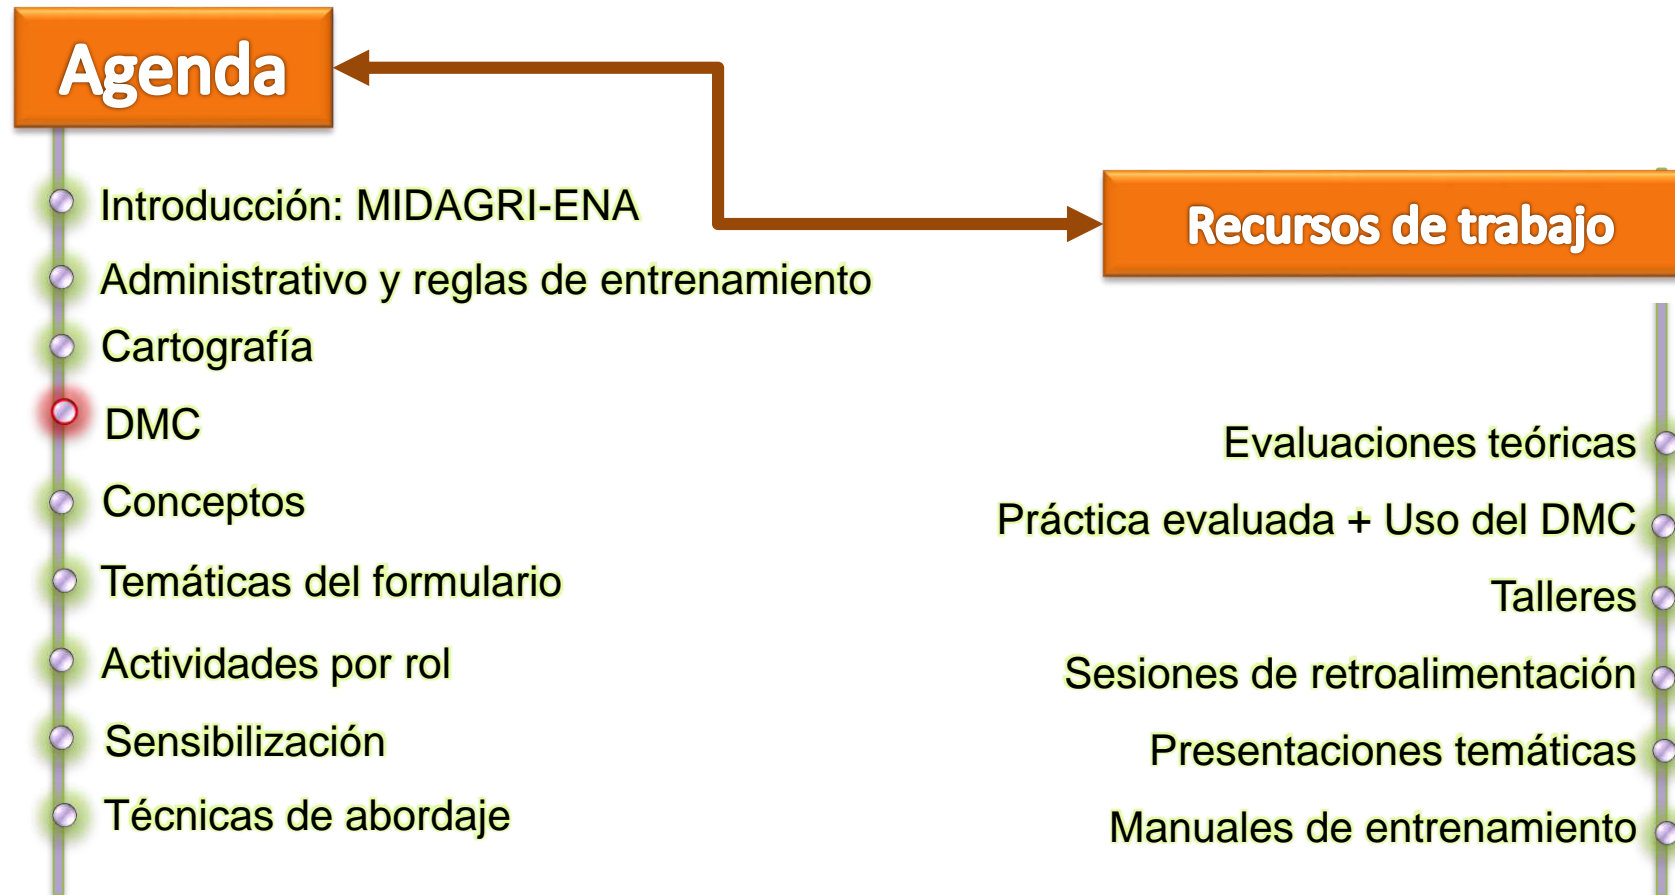 Agenda
Introducción: MIDAGRI-ENA
Administrativo y reglas de entrenamiento
Cartografía
DMC
Conceptos
Temáticas del formulario
Actividades por rol
Sensibilización
Técnicas de abordaje
Recursos de trabajo
Evaluaciones teóricas
Práctica evaluada + Uso del DMC
Talleres
Sesiones de retroalimentación
Presentaciones temáticas
Manuales de entrenamiento